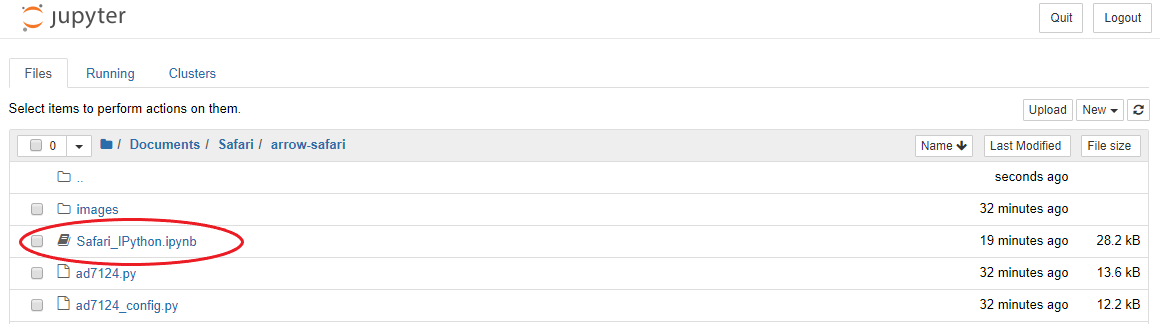 jupyter Quit Logout
Files Running Clusters
Select items to perform actions on them. Upload New
0 / Documents / Safari / arrow-safari Name Last Modified File size
.. seconds ago
images 32 minutes ago
Safari_IPython.ipynb 19 minutes ago 28.2 kB
ad7124.py 32 minutes ago 13.6 kB
ad7124_config.py 32 minutes ago 12.2 kB